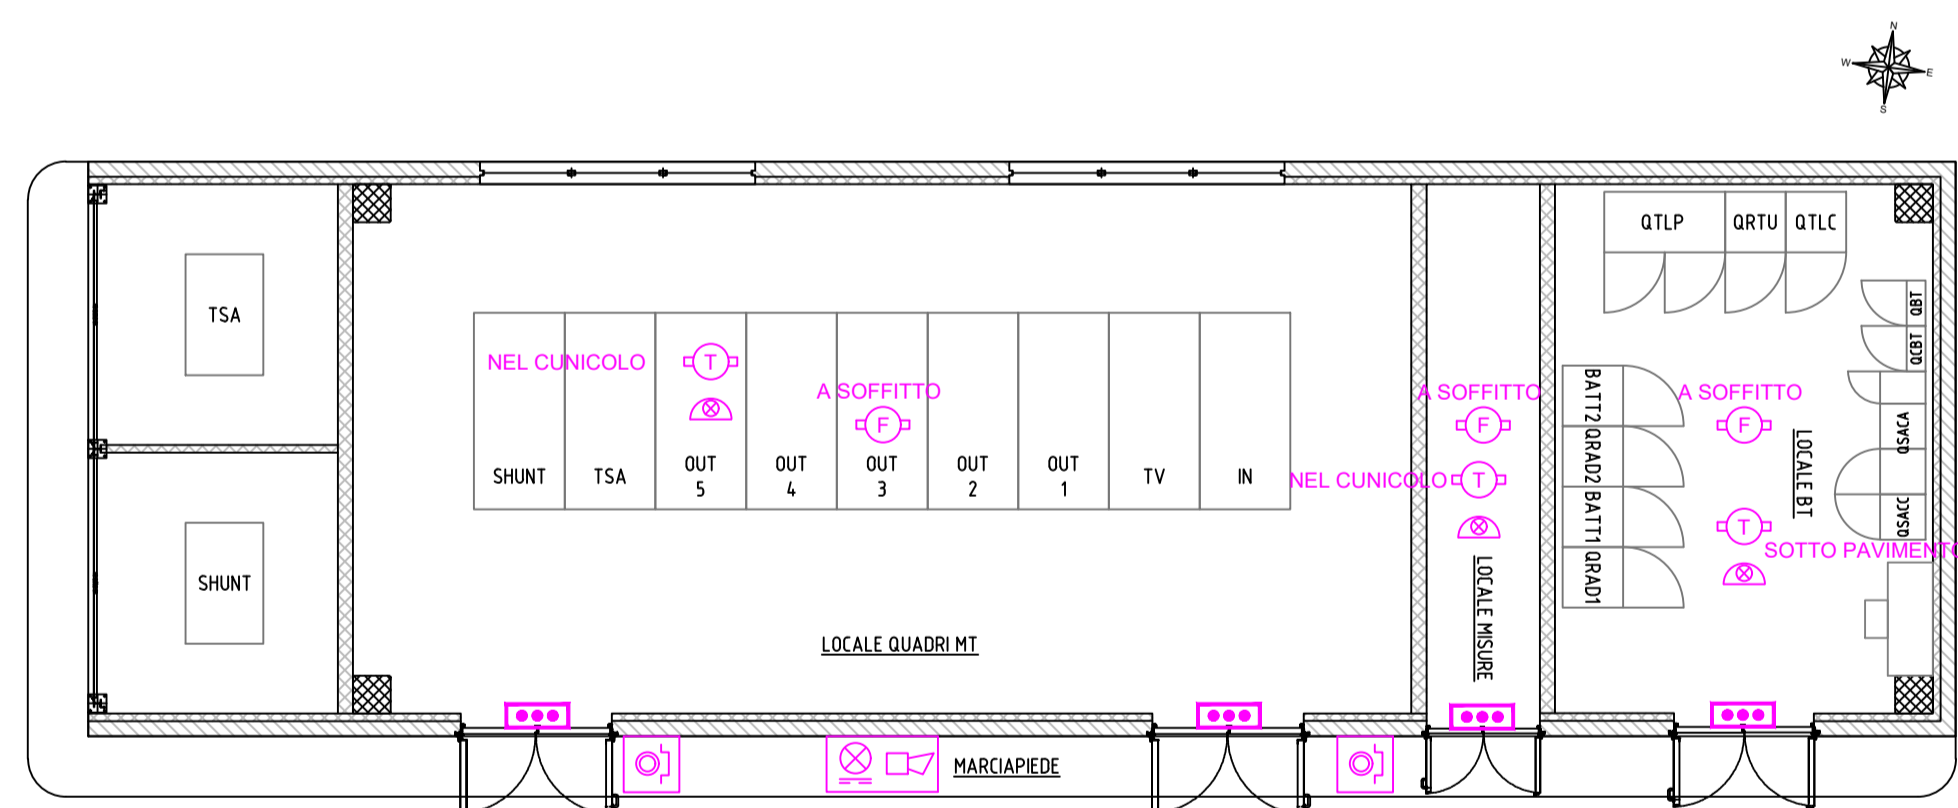 N
W
E
S
QTLP
QRTU
QTLC
TSA
QBT
QCBT
NEL CUNICOLO
T
A SOFFITTO
F
A SOFFITTO
F
A SOFFITTO
F
BATT2
QRAD2
BATT1
QRAD1
LOCALE BT
QSACA
QSACC
SHUNT
TSA
OUT
5
OUT
4
OUT
3
OUT
2
OUT
1
TV
IN
NEL CUNICOLO
T
T
SOTTO PAVIMENTO
SHUNT
LOCALE MISURE
LOCALE QUADRI MT
MARCIAPIEDE